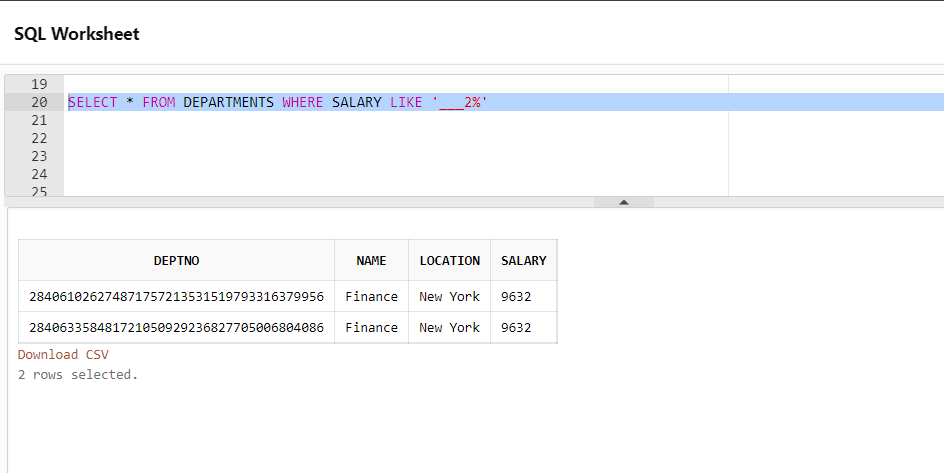 SQL Worksheet
19
20 SELECT * FROM DEPARTMENTS WHERE SALARY LIKE '___2%'
21
22
23
24
25
DEPTNO NAME LOCATION SALARY
284061026274871757213531519793316379956 Finance New York 9632
284063358481721050929236827705006804086 Finance New York 9632
Download CSV
2 rows selected.